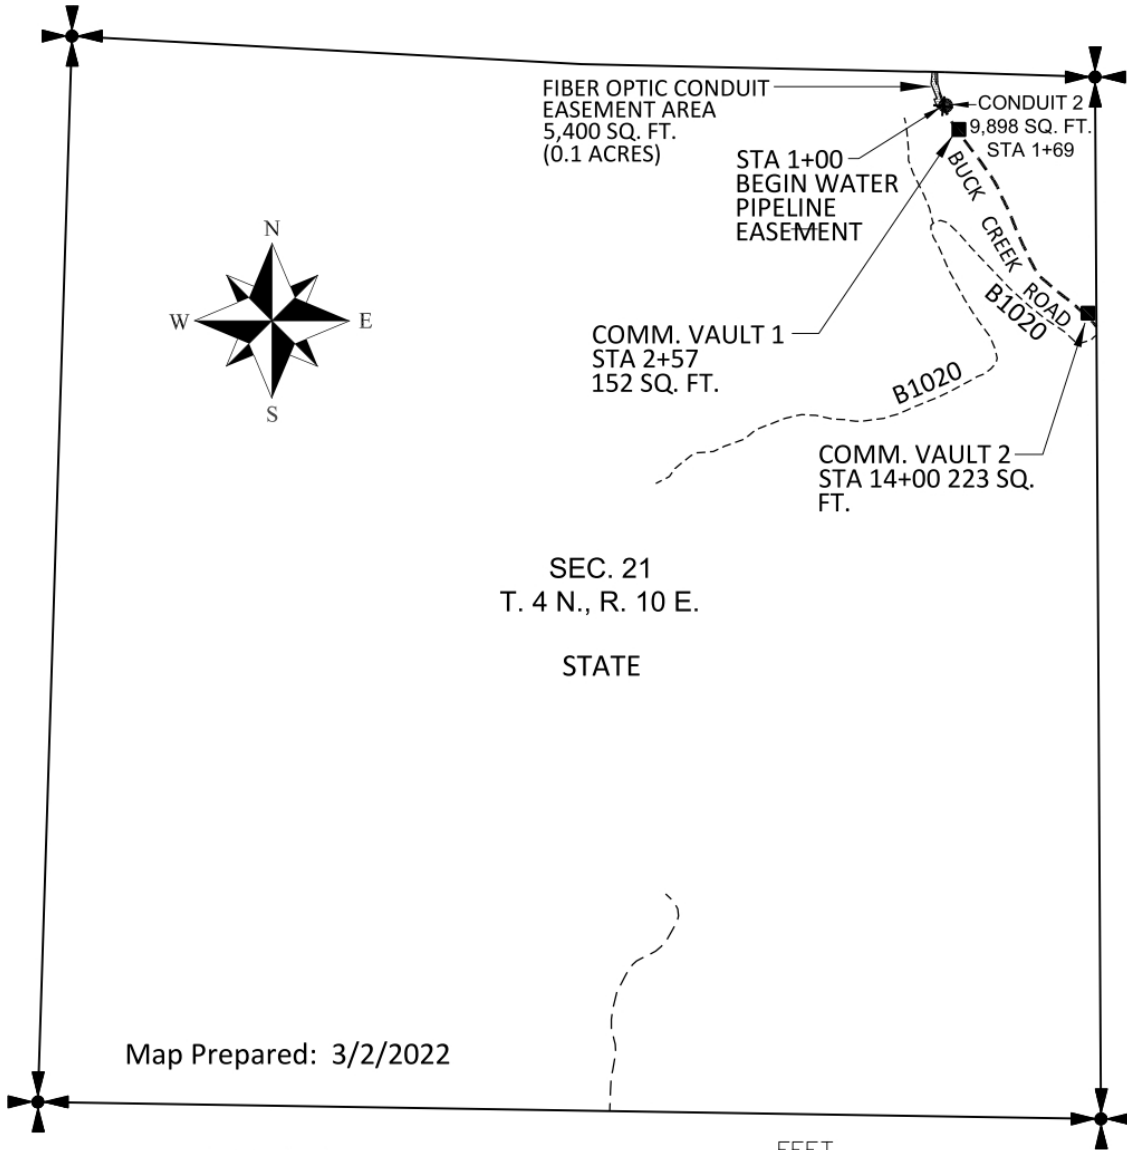 FIBER OPTIC CONDUIT
EASEMENT AREA
5,400 SQ. FT.
(0.1 ACRES)
CONDUIT 2
9,898 SQ. FT.
STA 1+69
STA 1+00
BEGIN WATER
PIPELINE
EASEMENT
BUCK CREEK ROAD
B1020
N
W
E
S
COMM. VAULT 1
STA 2+57
152 SQ. FT.
B1020
COMM. VAULT 2
STA 14+00 223 SQ.
FT.
SEC. 21
T. 4 N., R. 10 E.
STATE
Map Prepared: 3/2/2022